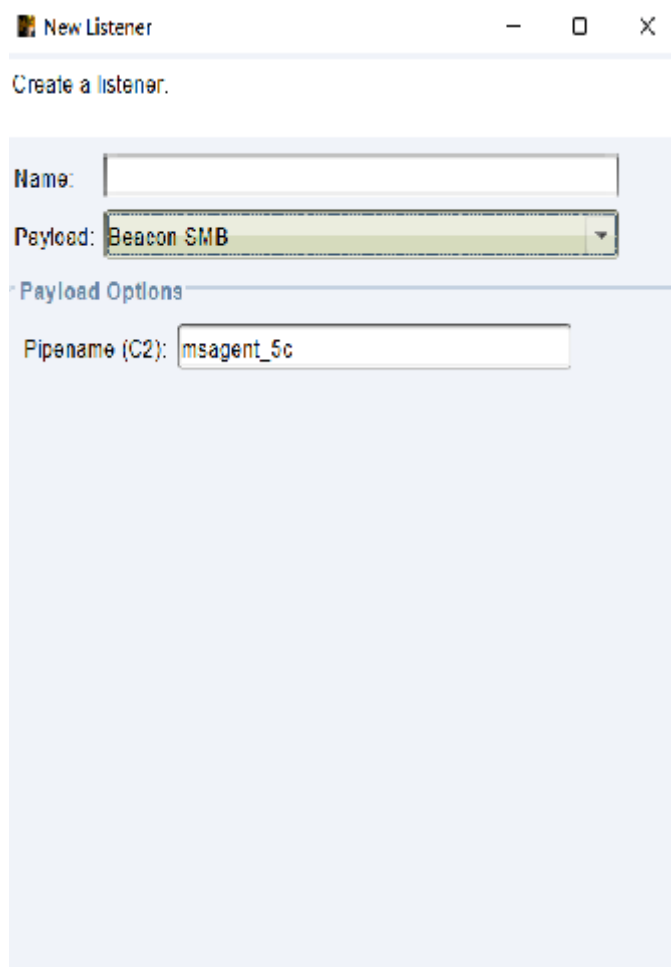 New Listener
Create a listener.
Name:
Payload: Beacon SMB
Payload Options
Pipename (C2): msagent_5c